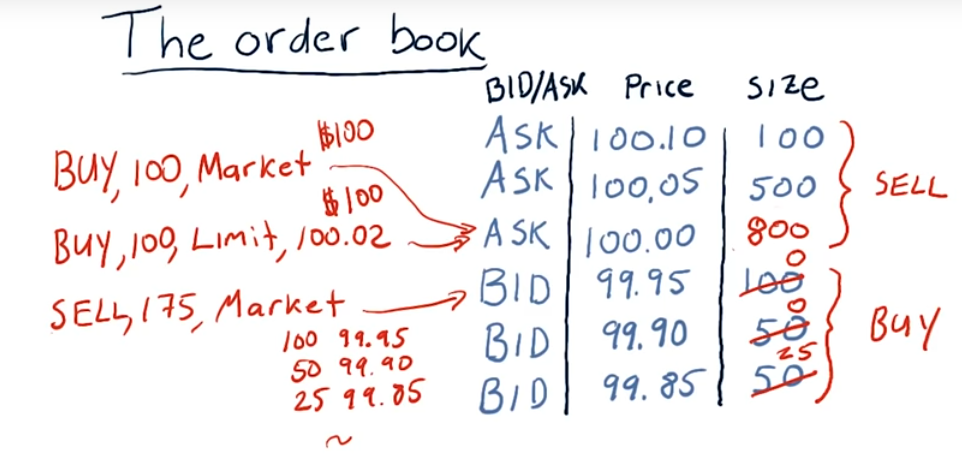 The order book
BID/ASK Price Size
ASK 100.10 100
ASK 100.05 500
ASK 100.00 800
BID 99.95 100 0
BID 99.90 50 0
BID 99.85 50 25
SELL
BUY
$100
BUY, 100, Market
$100
BUY, 100, Limit, 100.02
SELL, 175, Market
100 99.95
50 99.90
25 99.85
~